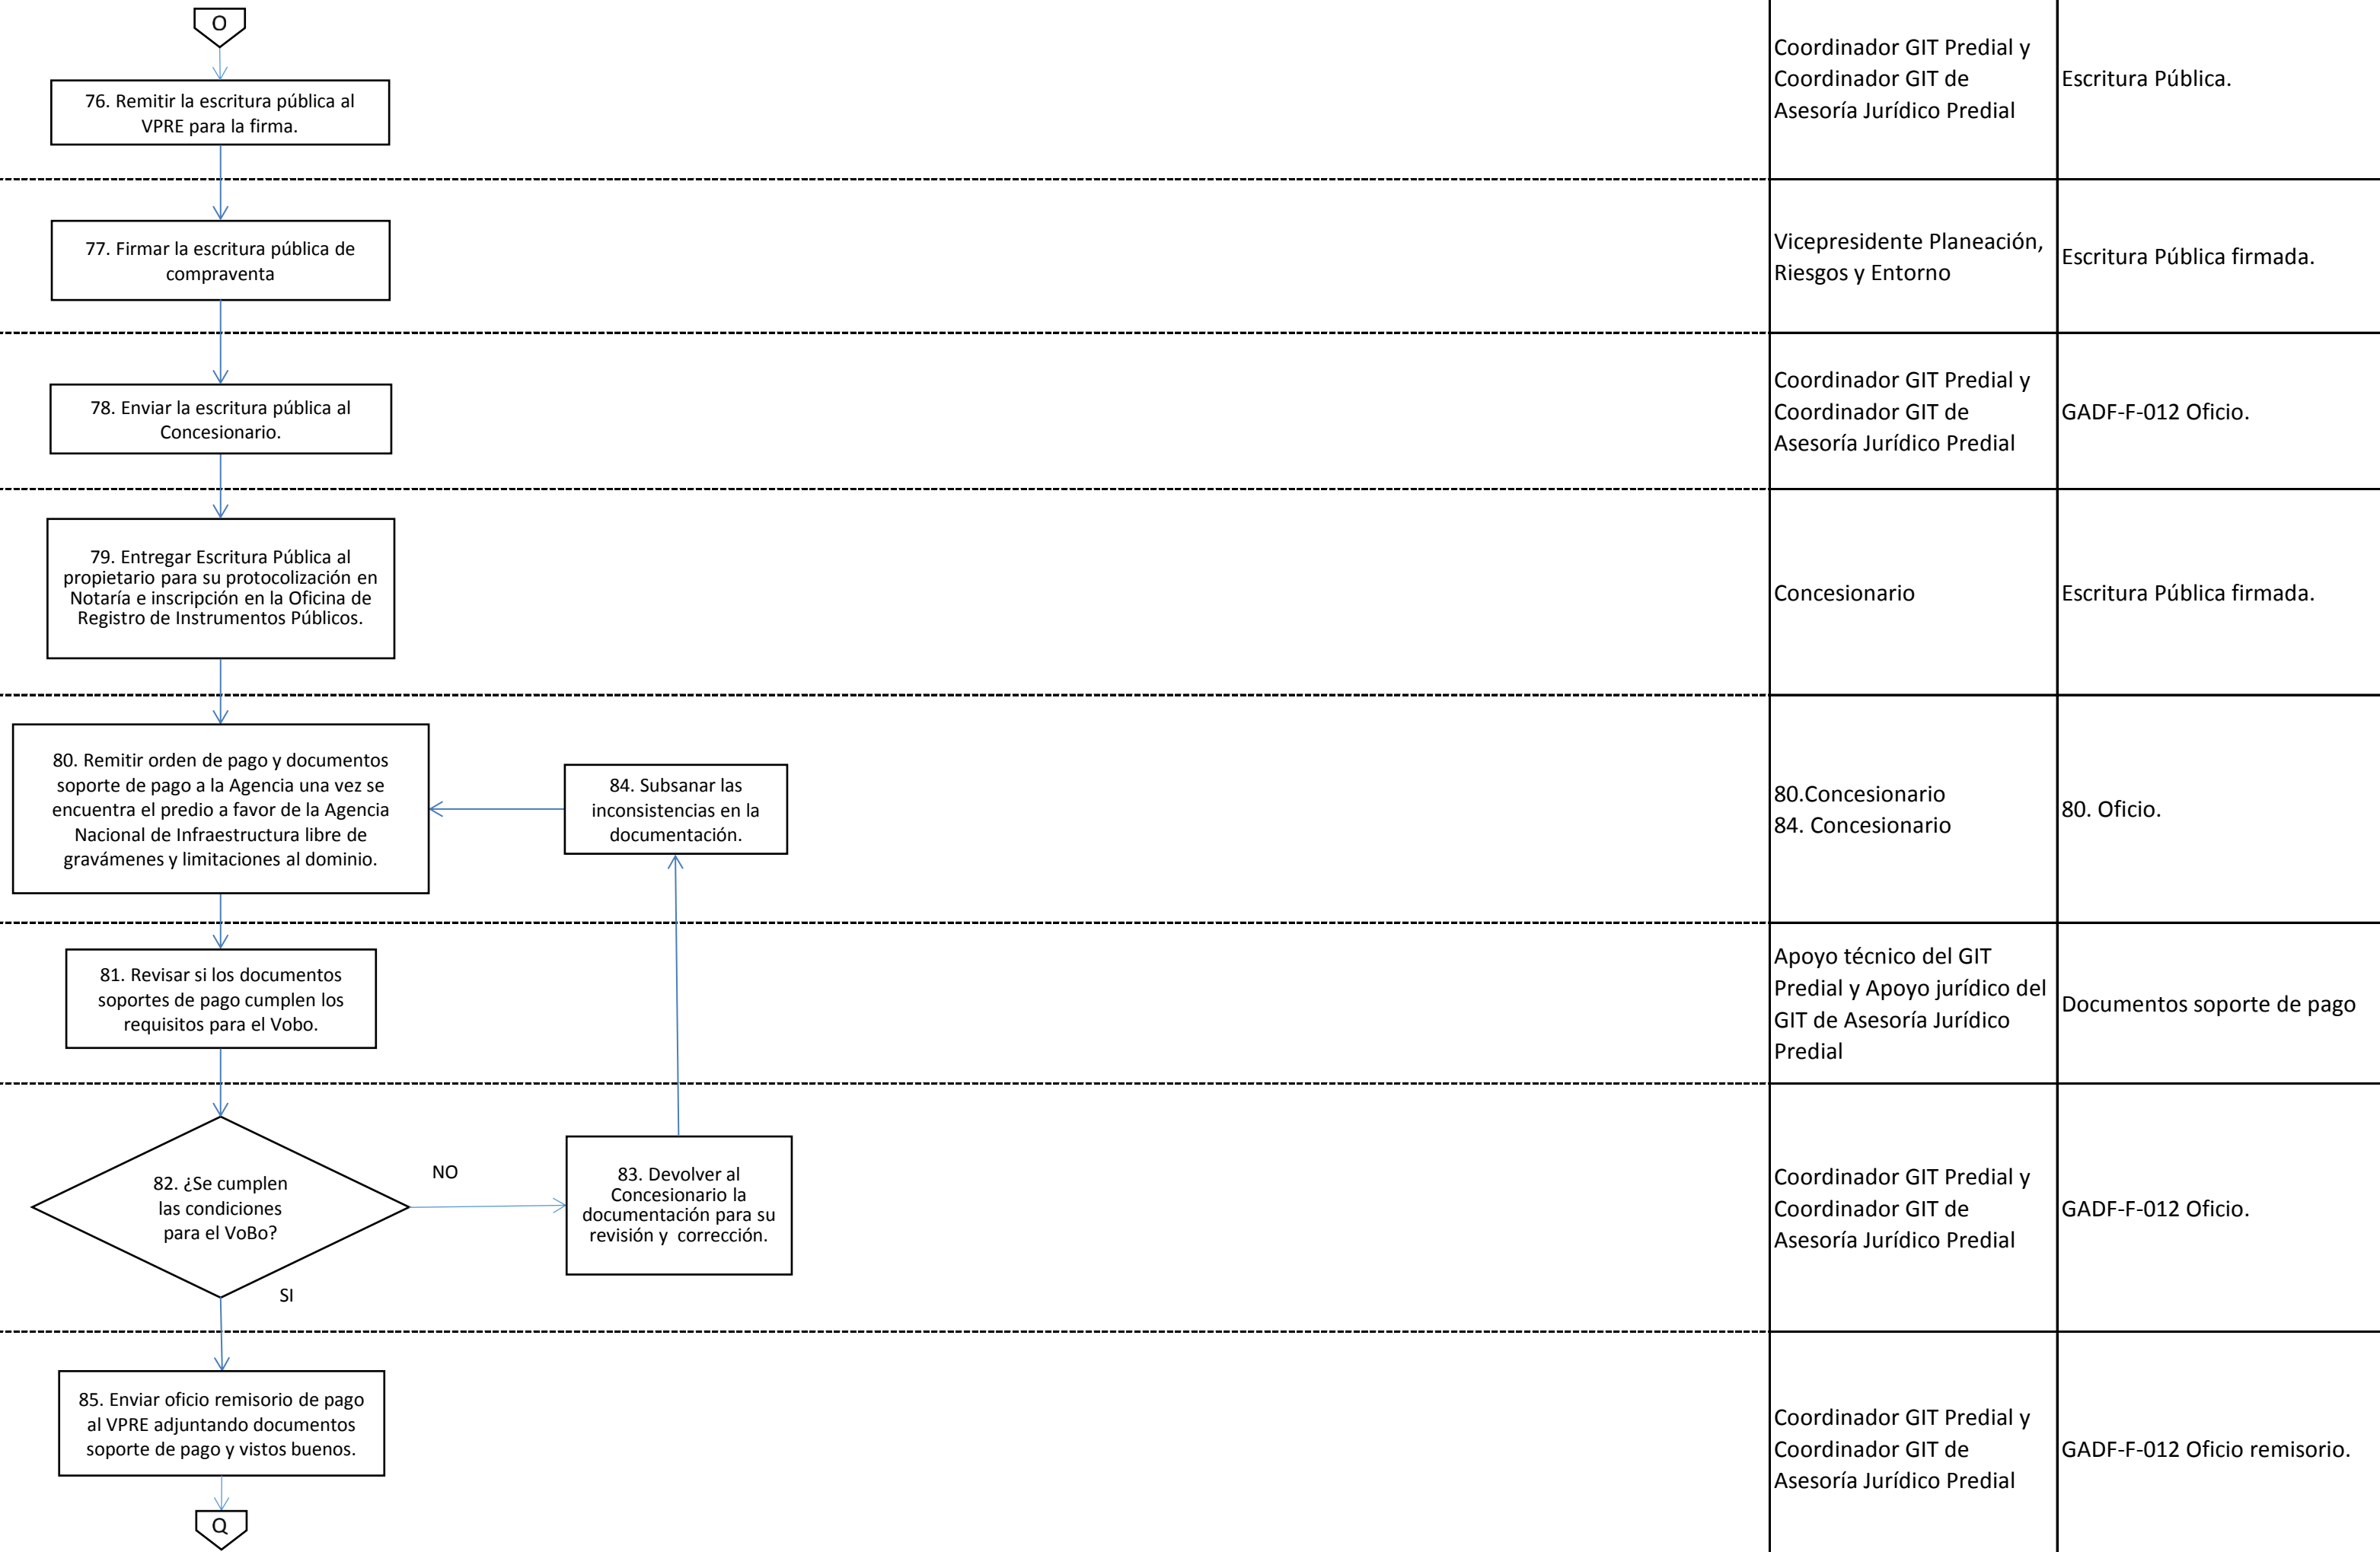 O
76. Remitir la escritura pública al
VPRE para la firma.
Coordinador GIT Predial y
Coordinador GIT de
Asesoría Jurídico Predial
Escritura Pública.
77. Firmar la escritura pública de
compraventa
Vicepresidente Planeación,
Riesgos y Entorno
Escritura Pública firmada.
78. Enviar la escritura pública al
Concesionario.
Coordinador GIT Predial y
Coordinador GIT de
Asesoría Jurídico Predial
GADF-F-012 Oficio.
79. Entregar Escritura Pública al
propietario para su protocolización en
Notaría e inscripción en la Oficina de
Registro de Instrumentos Públicos.
Concesionario
Escritura Pública firmada.
80. Remitir orden de pago y documentos
soporte de pago a la Agencia una vez se
encuentra el predio a favor de la Agencia
Nacional de Infraestructura libre de
gravámenes y limitaciones al dominio.
84. Subsanar las
inconsistencias en la
documentación.
80.Concesionario
84. Concesionario
80. Oficio.
81. Revisar si los documentos
soportes de pago cumplen los
requisitos para el Vobo.
Apoyo técnico del GIT
Predial y Apoyo jurídico del
GIT de Asesoría Jurídico
Predial
Documentos soporte de pago
82. ¿Se cumplen
las condiciones
para el VoBo?
NO
SI
83. Devolver al
Concesionario la
documentación para su
revisión y  corrección.
Coordinador GIT Predial y
Coordinador GIT de
Asesoría Jurídico Predial
GADF-F-012 Oficio.
85. Enviar oficio remisorio de pago
al VPRE adjuntando documentos
soporte de pago y vistos buenos.
Coordinador GIT Predial y
Coordinador GIT de
Asesoría Jurídico Predial
GADF-F-012 Oficio remisorio.
Q